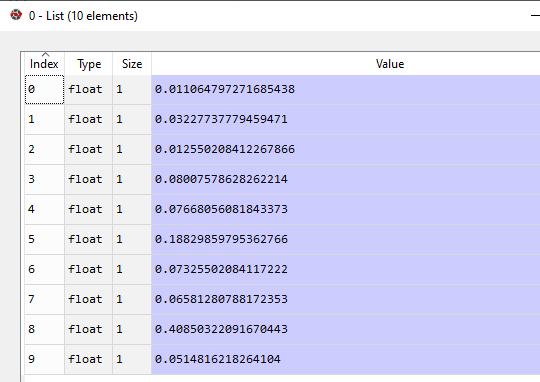 0 - List (10 elements)
Index Type Size Value
0 float 1 0.011064797271685438
1 float 1 0.03227737779459471
2 float 1 0.012550208412267866
3 float 1 0.08007578628262214
4 float 1 0.07668056081843373
5 float 1 0.18829859795362766
6 float 1 0.07325502084117222
7 float 1 0.06581280788172353
8 float 1 0.40850322091670443
9 float 1 0.0514816218264104